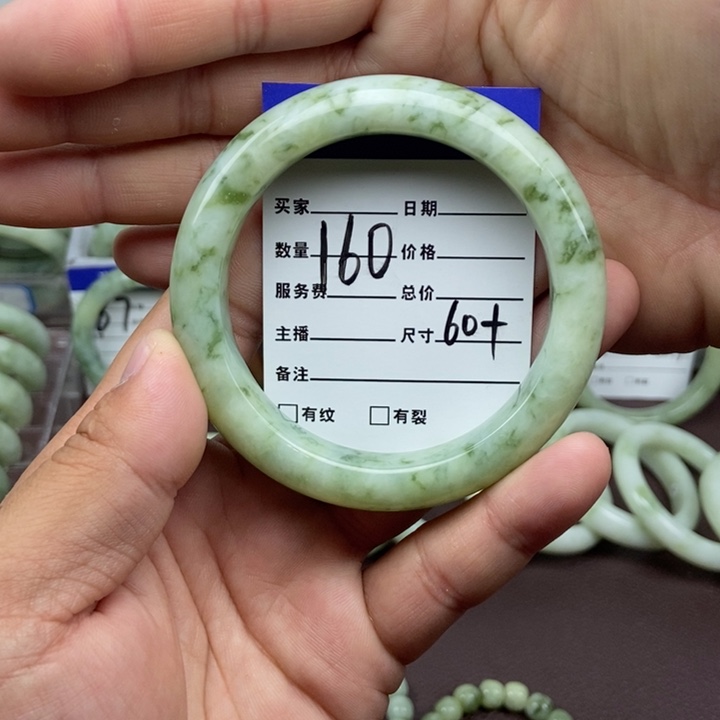 买家 日期
数量 160 价格
服务费 总价
主播 尺寸 60+
备注
有纹 有裂
67